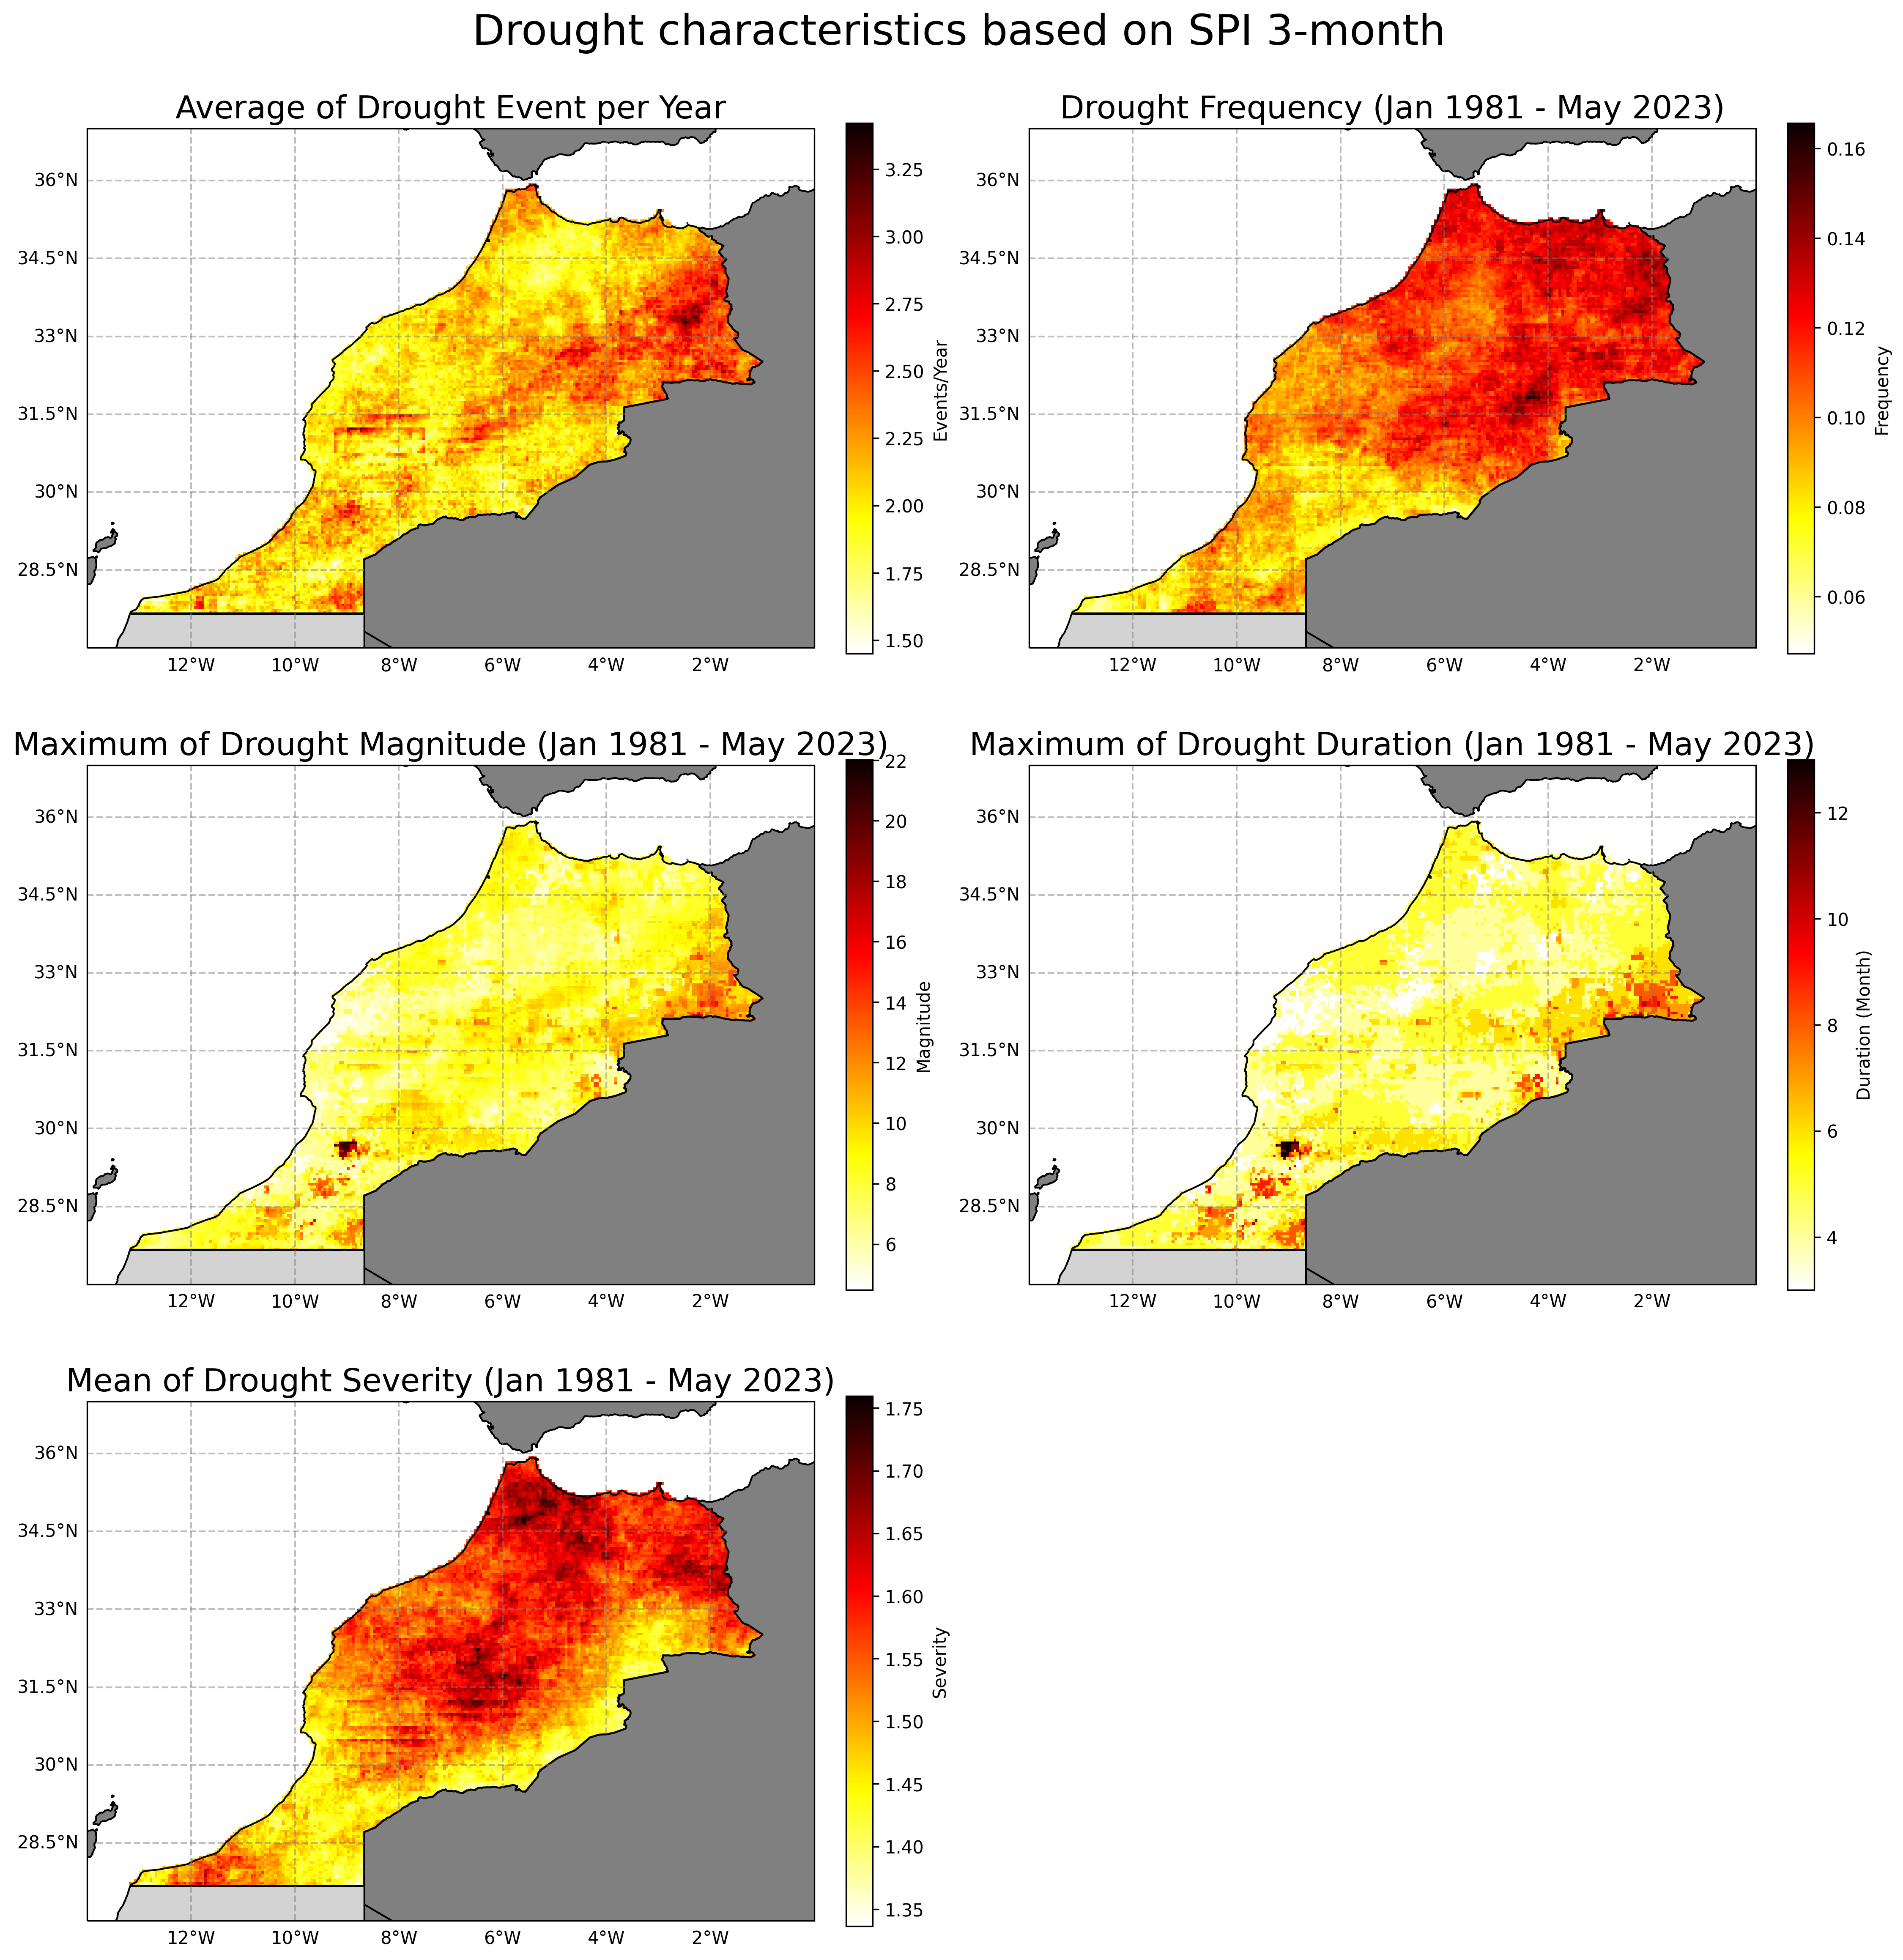 Drought characteristics based on SPI 3-month
Average of Drought Event per Year
36°N
34.5°N
33°N
31.5°N
30°N
28.5°N
12°W 10°W 8°W 6°W 4°W 2°W
3.25
3.00
2.75
2.50
2.25
2.00
1.75
1.50
Events/Year
Drought Frequency (Jan 1981 - May 2023)
36°N
34.5°N
33°N
31.5°N
30°N
28.5°N
12°W 10°W 8°W 6°W 4°W 2°W
0.16
0.14
0.12
0.10
0.08
0.06
Frequency
Maximum of Drought Magnitude (Jan 1981 - May 2023)
36°N
34.5°N
33°N
31.5°N
30°N
28.5°N
12°W 10°W 8°W 6°W 4°W 2°W
22
20
18
16
14
12
10
8
6
Magnitude
Maximum of Drought Duration (Jan 1981 - May 2023)
36°N
34.5°N
33°N
31.5°N
30°N
28.5°N
12°W 10°W 8°W 6°W 4°W 2°W
12
10
8
6
4
Duration (Month)
Mean of Drought Severity (Jan 1981 - May 2023)
36°N
34.5°N
33°N
31.5°N
30°N
28.5°N
12°W 10°W 8°W 6°W 4°W 2°W
1.75
1.70
1.65
1.60
1.55
1.50
1.45
1.40
1.35
Severity